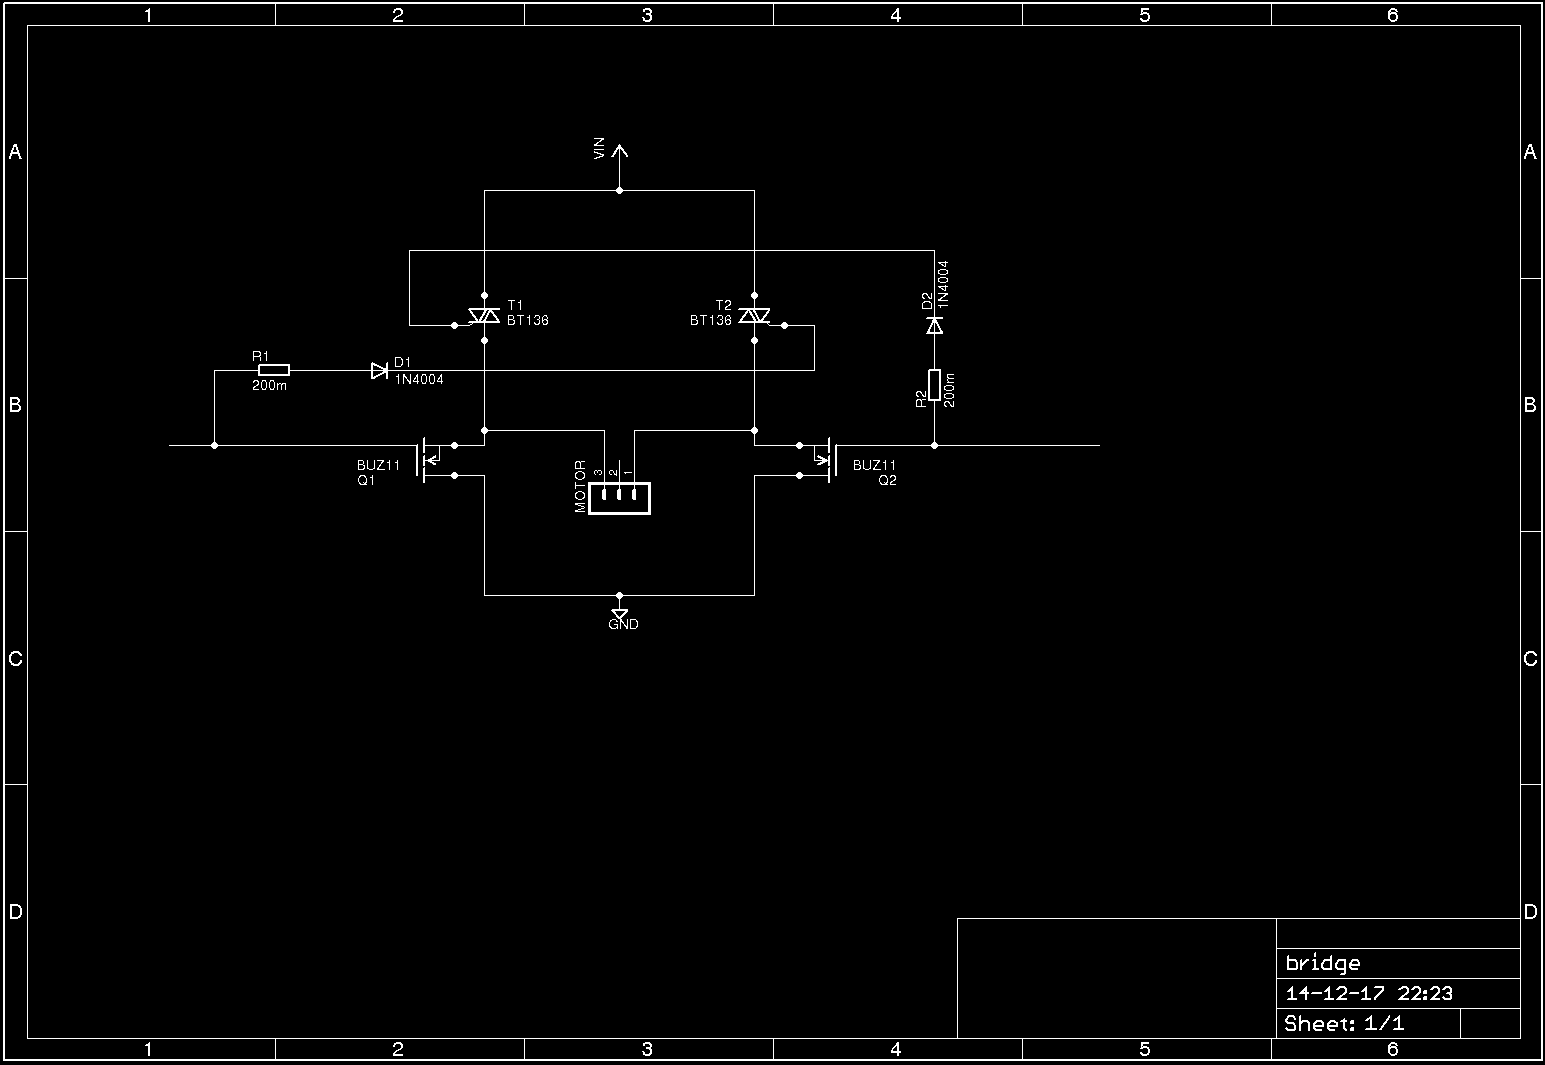 1 2 3 4 5 6
A A
VIN
D2
1N4004
T1
BT136
T2
BT136
R1
200m
D1
1N4004
R2
200m
B B
BUZ11
Q1
MOTOR
3 2 1
BUZ11
Q2
GND
C C
D D
bridge
14-12-17 22:23
Sheet: 1/1
1 2 3 4 5 6